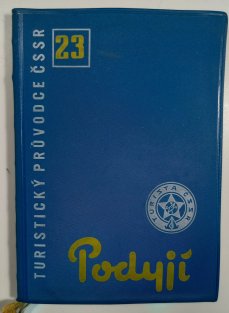 TURISTICKÝ PRŮVODCE ČSSR
23
TURISTA ČSSR
Podyjí